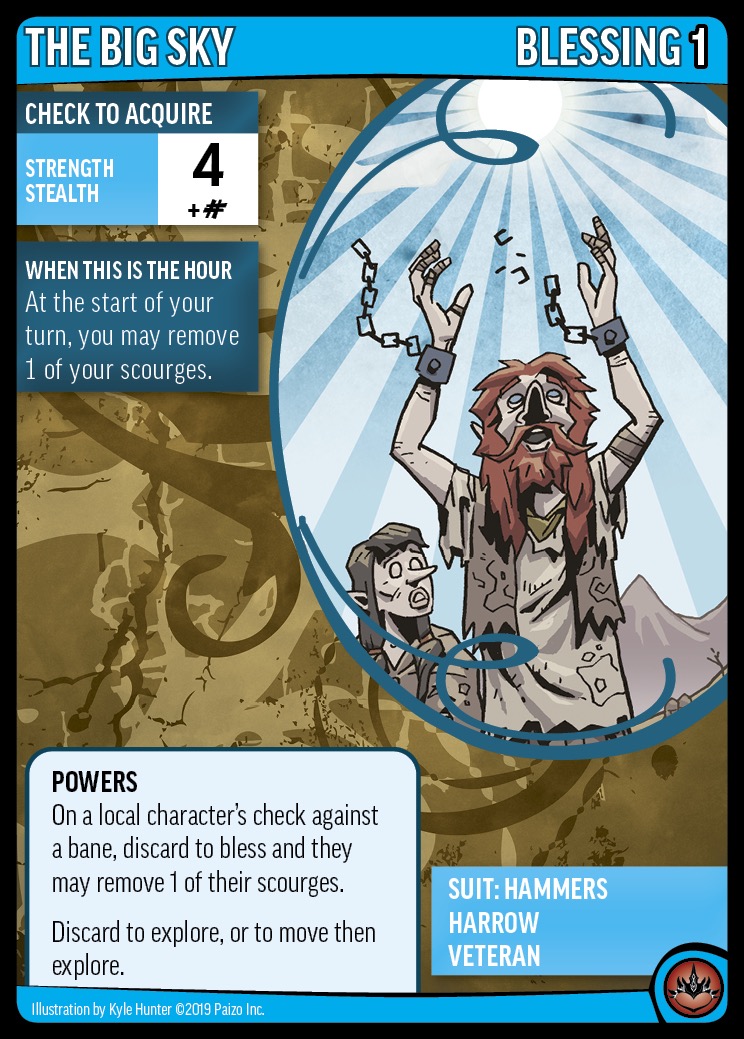 THE BIG SKY
BLESSING 1
CHECK TO ACQUIRE
STRENGTH
STEALTH
4
+#
WHEN THIS IS THE HOUR
At the start of your
turn, you may remove
1 of your scourges.
POWERS
On a local character's check against
a bane, discard to bless and they
may remove 1 of their scourges.
Discard to explore, or to move then
explore.
SUIT: HAMMERS
HARROW
VETERAN
Illustration by Kyle Hunter ©2019 Paizo Inc.